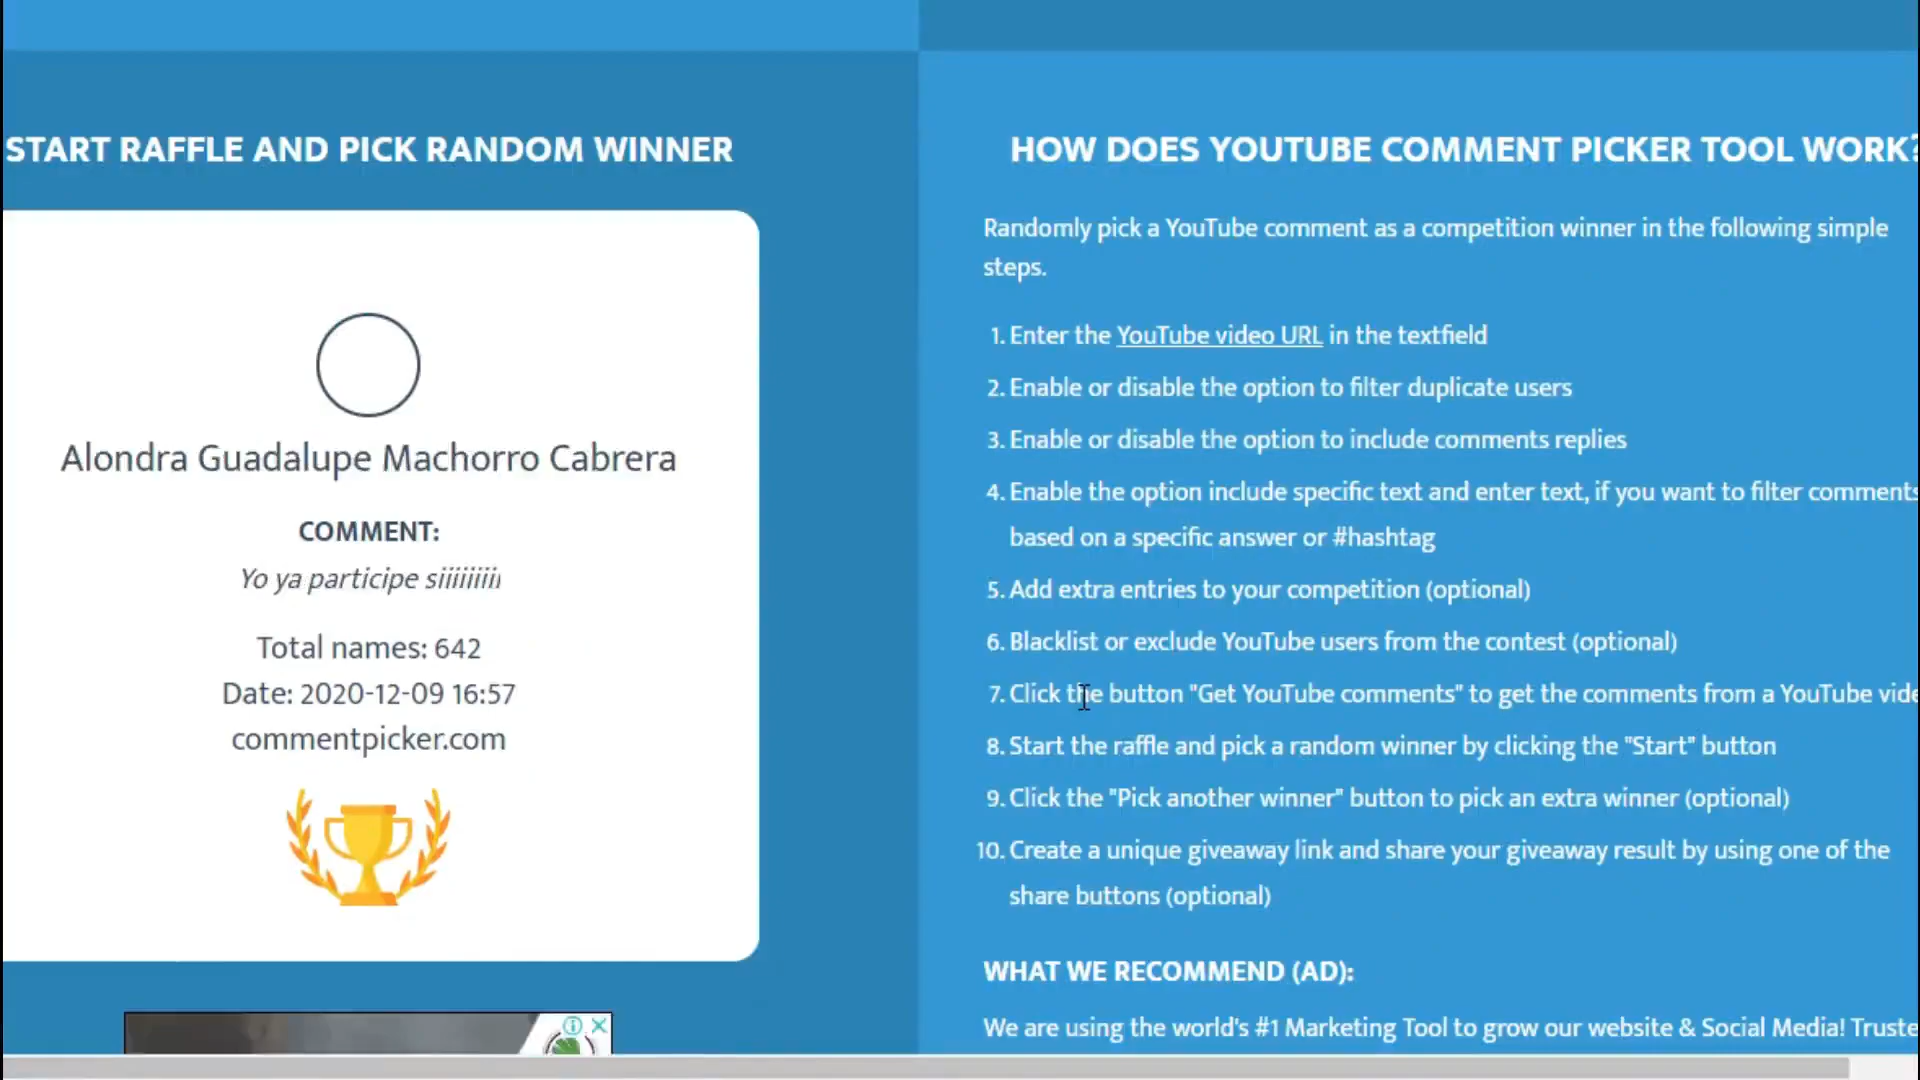 START RAFFLE AND PICK RANDOM WINNER
Alondra Guadalupe Machorro Cabrera
COMMENT:
Yo ya participe siiiiiiiii
Total names: 642
Date: 2020-12-09 16:57
commentpicker.com
HOW DOES YOUTUBE COMMENT PICKER TOOL WORK?
Randomly pick a YouTube comment as a competition winner in the following simple
steps.
1. Enter the YouTube video URL in the textfield
2. Enable or disable the option to filter duplicate users
3. Enable or disable the option to include comments replies
4. Enable the option include specific text and enter text, if you want to filter comments
based on a specific answer or #hashtag
5. Add extra entries to your competition (optional)
6. Blacklist or exclude YouTube users from the contest (optional)
7. Click the button "Get YouTube comments" to get the comments from a YouTube vide
8. Start the raffle and pick a random winner by clicking the "Start" button
9. Click the "Pick another winner" button to pick an extra winner (optional)
10. Create a unique giveaway link and share your giveaway result by using one of the
share buttons (optional)
WHAT WE RECOMMEND (AD):
We are using the world's #1 Marketing Tool to grow our website & Social Media! Truste